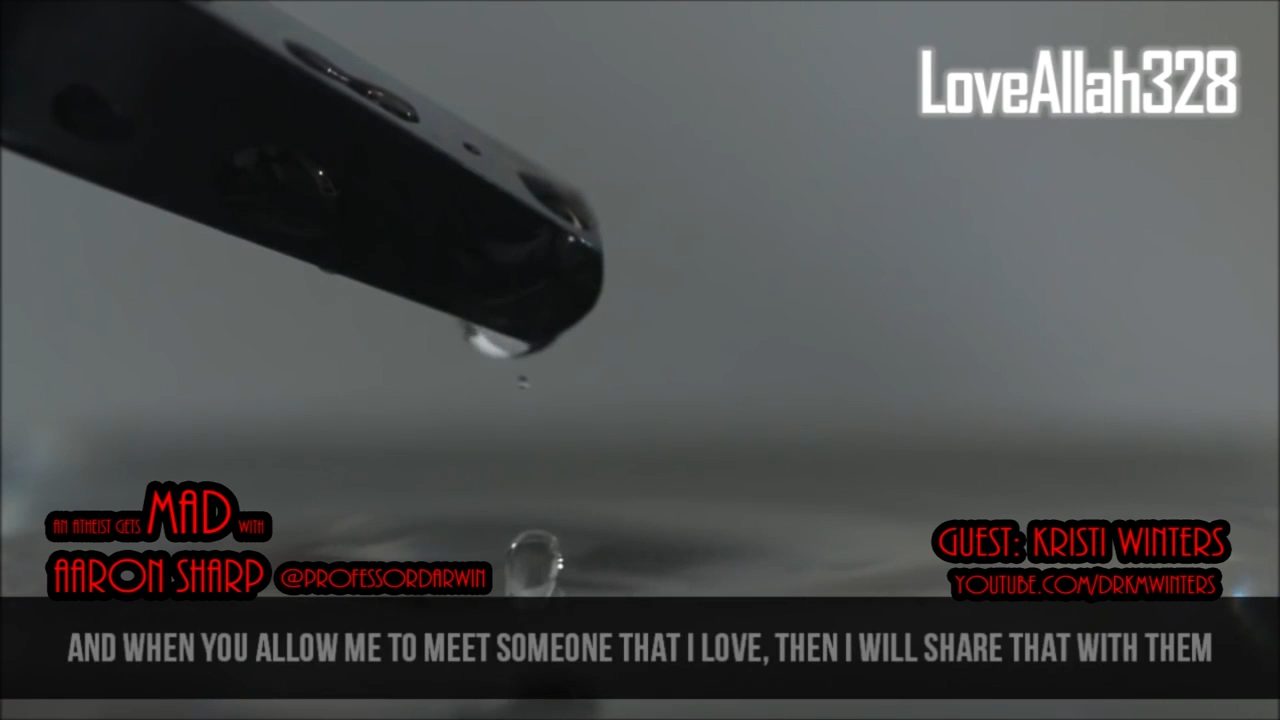 LoveAllah328
AN ATHEIST GETS MAD WITH
AARON SHARP @PROFESSORDARWIN
GUEST: KRISTI WINTERS
YOUTUBE.COM/DRKMWINTERS
AND WHEN YOU ALLOW ME TO MEET SOMEONE THAT I LOVE, THEN I WILL SHARE THAT WITH THEM